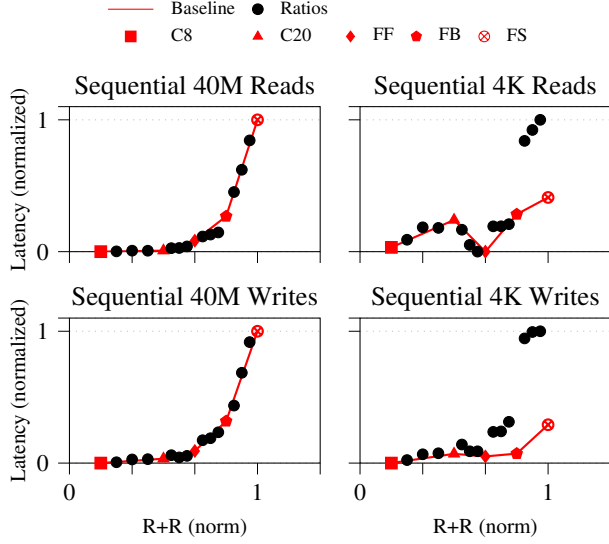 Baseline Ratios
C8 C20 FF FB FS
Sequential 40M Reads Sequential 4K Reads
Latency (normalized)
1
0
Sequential 40M Writes Sequential 4K Writes
Latency (normalized)
1
0
0 1 0 1
R+R (norm) R+R (norm)